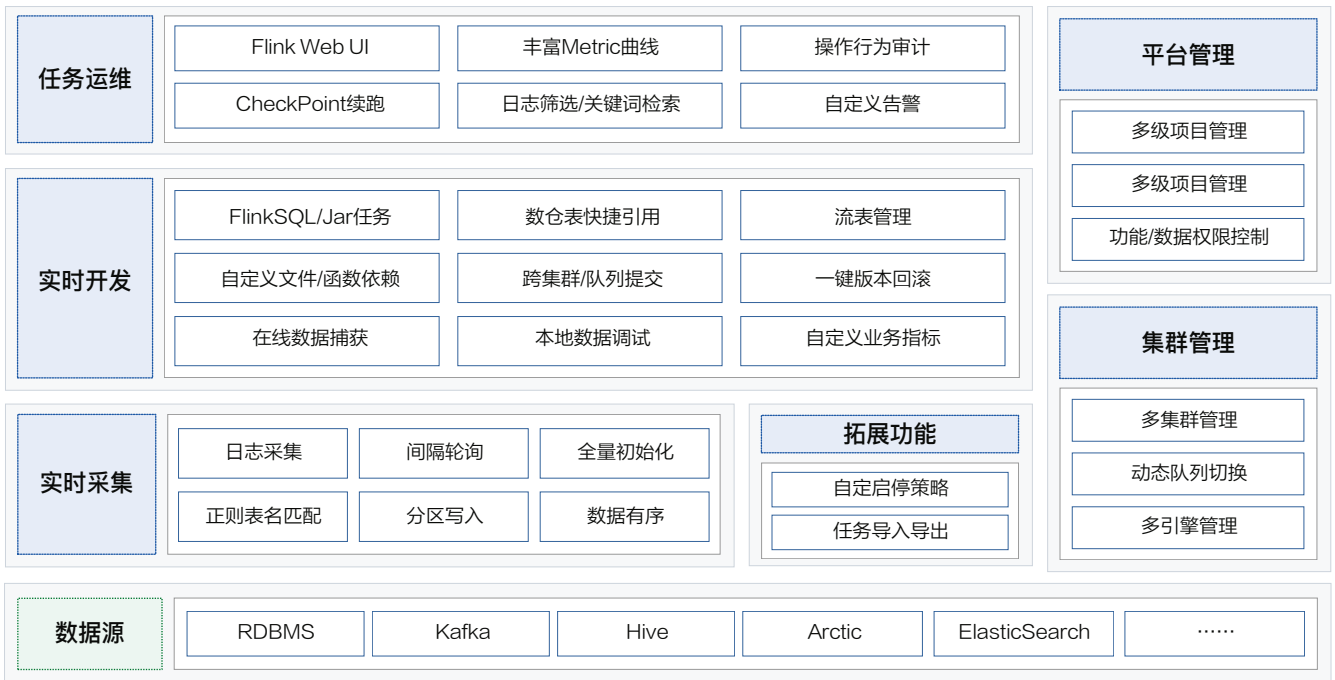 任务运维
Flink Web UI
丰富Metric曲线
操作行为审计
CheckPoint续跑
日志筛选/关键词检索
自定义告警
实时开发
FlinkSQL/Jar任务
数仓表快捷引用
流表管理
自定义文件/函数依赖
跨集群/队列提交
一键版本回滚
在线数据捕获
本地数据调试
自定义业务指标
实时采集
日志采集
间隔轮询
全量初始化
正则表名匹配
分区写入
数据有序
拓展功能
自定启停策略
任务导入导出
平台管理
多级项目管理
多级项目管理
功能/数据权限控制
集群管理
多集群管理
动态队列切换
多引擎管理
数据源
RDBMS
Kafka
Hive
Arctic
ElasticSearch
……